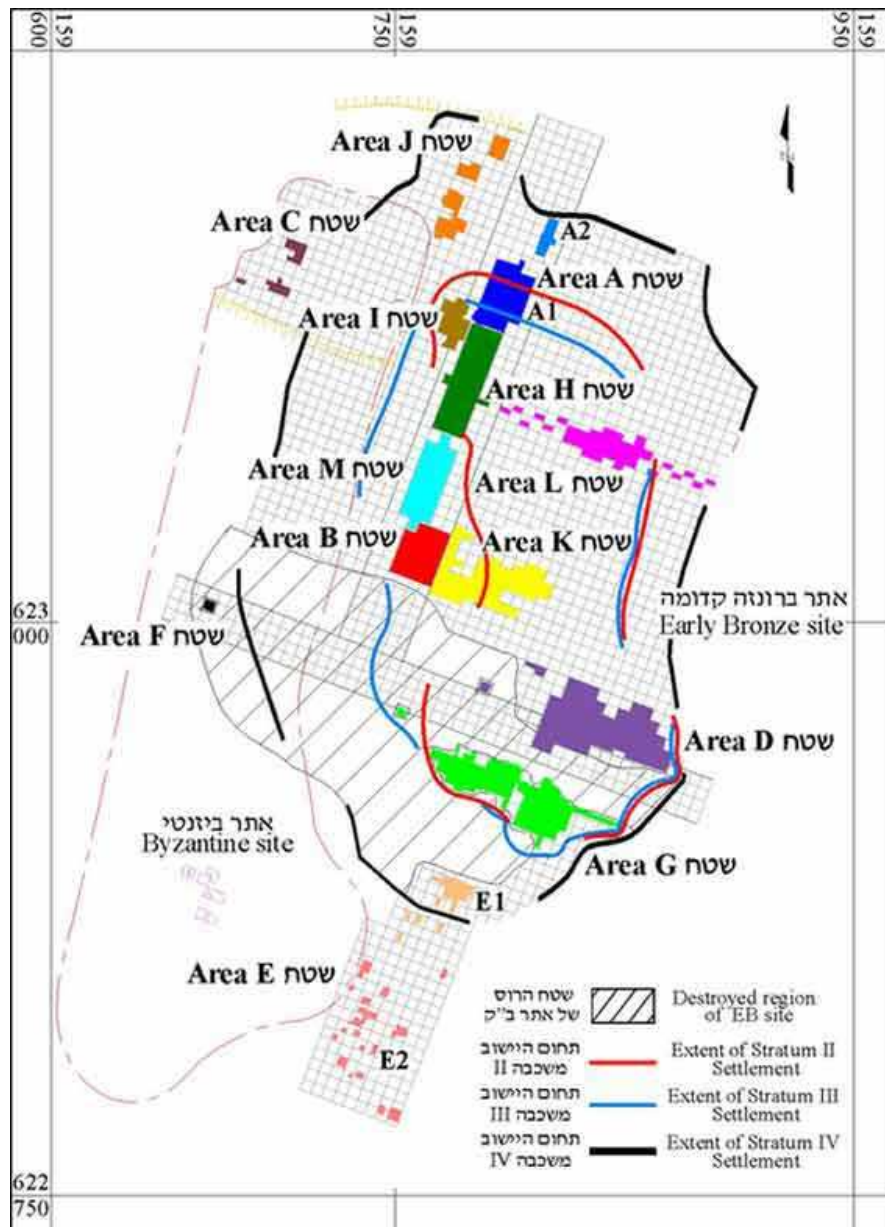 600
159
750
159
950
159
Area J שטח
Area C שטח
A2
Area A שטח
A1
Area I שטח
Area H שטח
Area M שטח
Area L שטח
Area B שטח
Area K שטח
623
000
Area F שטח
אתר ברונזה קדומה
Early Bronze site
Area D שטח
אתר ביזנטי
Byzantine site
Area G שטח
E1
Area E שטח
E2
שטח הרוס
של אתר ב"ק
Destroyed region
of EB site
תחום היישוב
משכבה II
Extent of Stratum II
Settlement
תחום היישוב
משכבה III
Extent of Stratum III
Settlement
תחום היישוב
משכבה IV
Extent of Stratum IV
Settlement
622
750